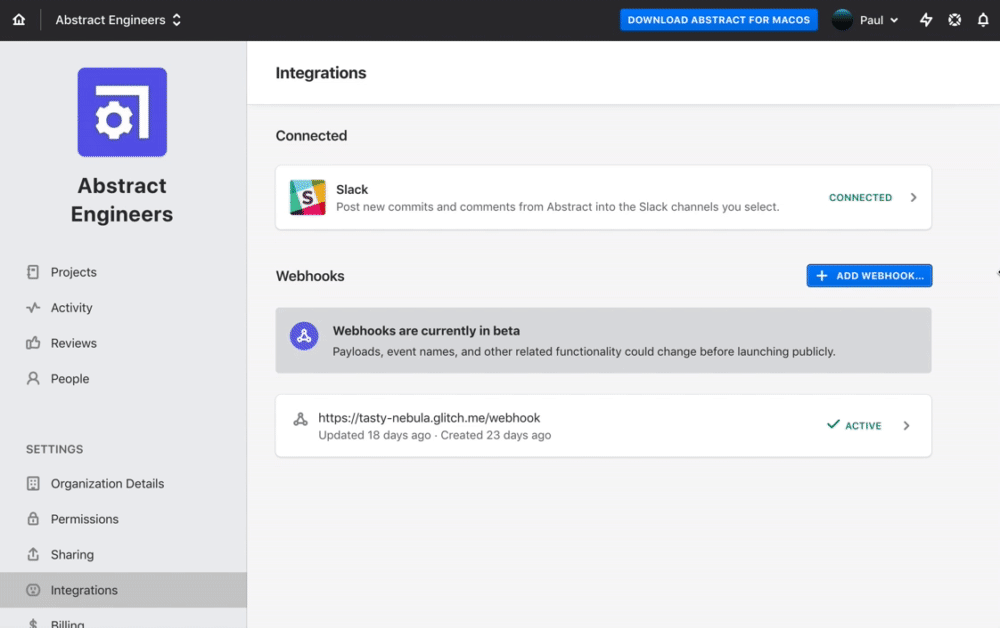 Abstract Engineers
DOWNLOAD ABSTRACT FOR MACOS
Paul
Abstract
Engineers
Projects
Activity
Reviews
People
SETTINGS
Organization Details
Permissions
Sharing
Integrations
Billing
Integrations
Connected
S
Slack
Post new commits and comments from Abstract into the Slack channels you select.
CONNECTED
Webhooks
ADD WEBHOOK...
Webhooks are currently in beta
Payloads, event names, and other related functionality could change before launching publicly.
https://tasty-nebula.glitch.me/webhook
Updated 18 days ago · Created 23 days ago
ACTIVE